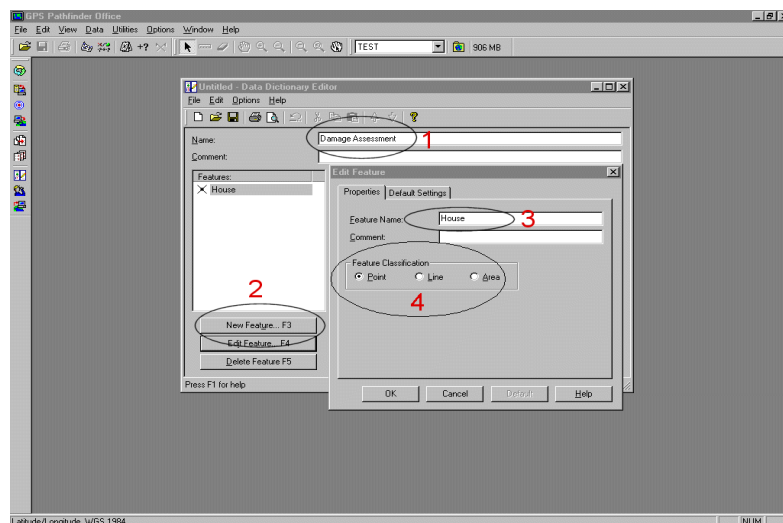 GPS Pathfinder Office
File Edit View Data Utilities Options Window Help
+? TEST 906 MB
Untitled - Data Dictionary Editor
File Edit Options Help
Name: Damage Assessment 1
Comment:
Features:
House
2
New Feature... F3
Edit Feature... F4
Delete Feature F5
Press F1 for help
Edit Feature
Properties Default Settings
Feature Name: House 3
Comment:
Feature Classification
Point Line Area
4
OK Cancel Default Help
Latitude/Longitude, WGS 1984 NUM